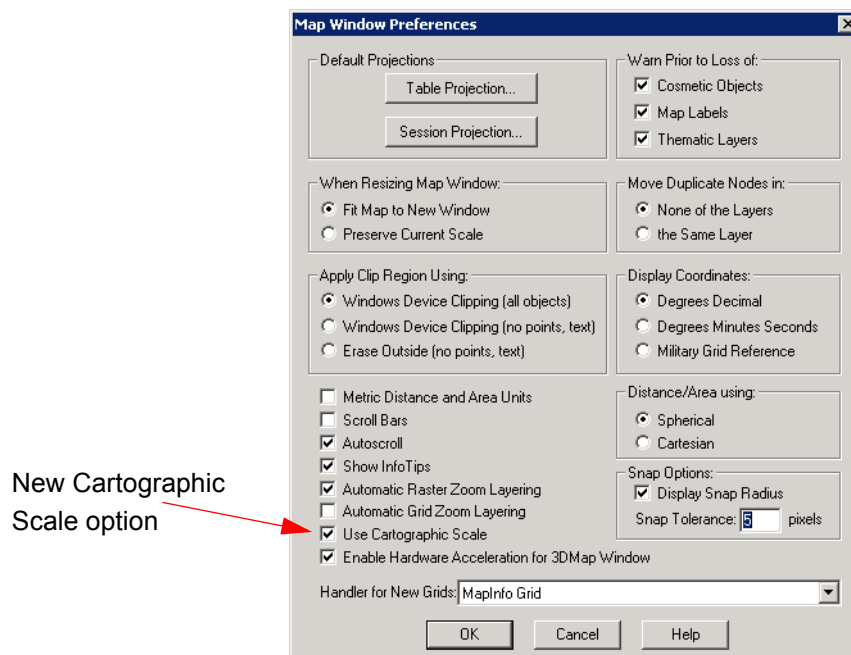 Map Window Preferences
Default Projections
Table Projection...
Session Projection...
Warn Prior to Loss of:
Cosmetic Objects
Map Labels
Thematic Layers
When Resizing Map Window:
Fit Map to New Window
Preserve Current Scale
Move Duplicate Nodes in:
None of the Layers
the Same Layer
Apply Clip Region Using:
Windows Device Clipping (all objects)
Windows Device Clipping (no points, text)
Erase Outside (no points, text)
Display Coordinates:
Degrees Decimal
Degrees Minutes Seconds
Military Grid Reference
Metric Distance and Area Units
Scroll Bars
Autoscroll
Show InfoTips
Automatic Raster Zoom Layering
Automatic Grid Zoom Layering
Use Cartographic Scale
Enable Hardware Acceleration for 3DMap Window
Distance/Area using:
Spherical
Cartesian
Snap Options:
Display Snap Radius
Snap Tolerance: 5 pixels
New Cartographic
Scale option
Handler for New Grids: MapInfo Grid
OK Cancel Help